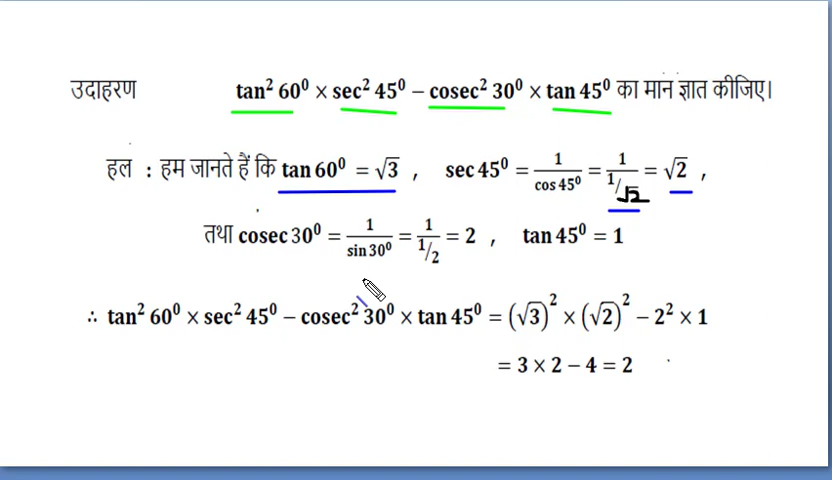 उदाहरण tan² 60⁰ × sec² 45⁰ − cosec² 30⁰ × tan 45⁰ का मान ज्ञात कीजिए।
हल : हम जानते हैं कि tan 60⁰ = √3 , sec 45⁰ = 1/cos 45⁰ = 1/(1/√2) = √2 ,
तथा cosec 30⁰ = 1/sin 30⁰ = 1/(1/2) = 2 , tan 45⁰ = 1
∴ tan² 60⁰ × sec² 45⁰ − cosec² 30⁰ × tan 45⁰ = (√3)² × (√2)² − 2² × 1
= 3 × 2 − 4 = 2